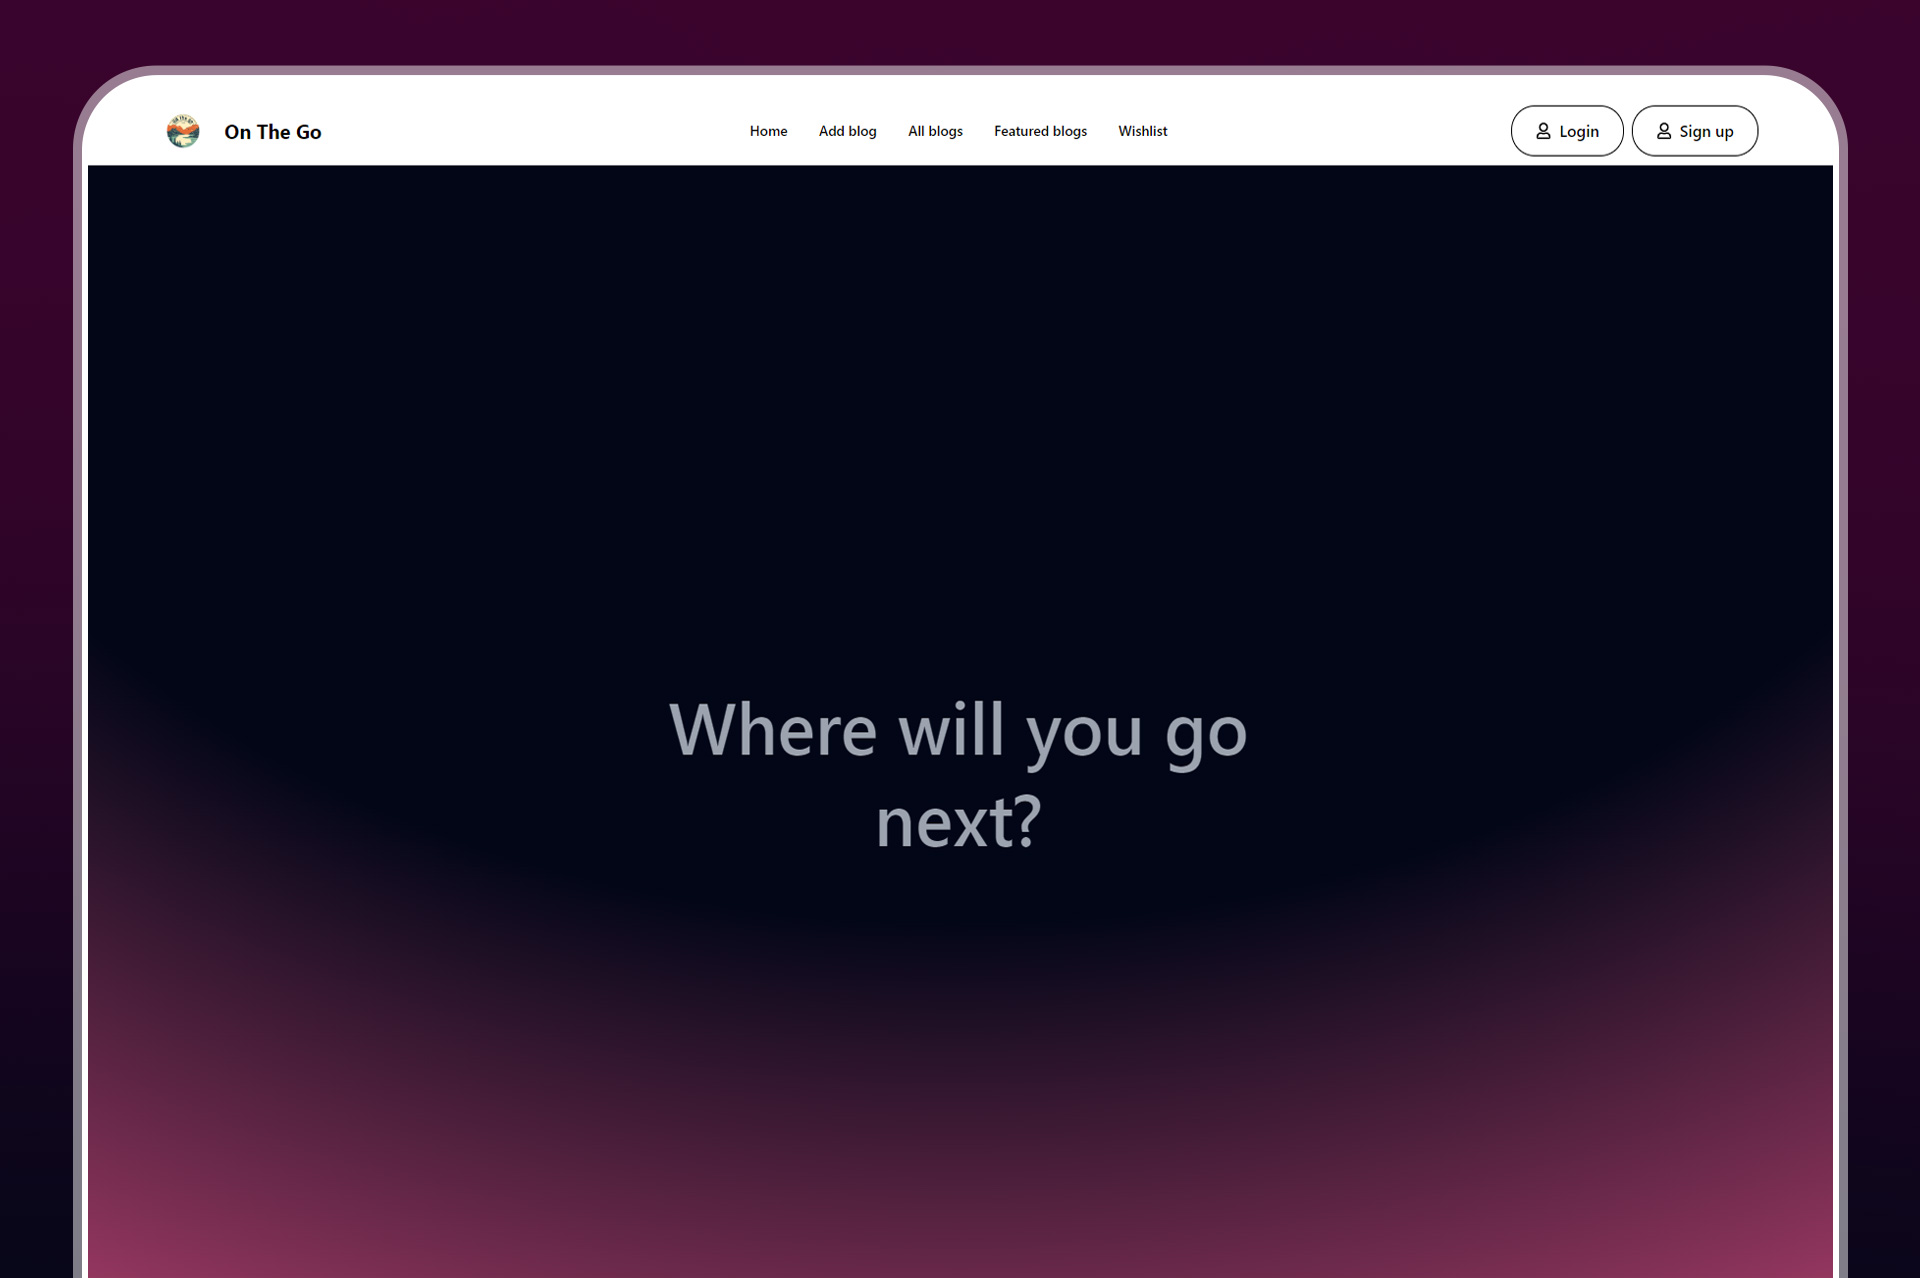 On The Go
Home
Add blog
All blogs
Featured blogs
Wishlist
Login
Sign up
Where will you go
next?